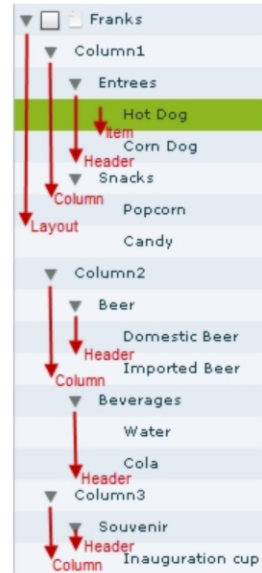 Franks
Column1
Entrees
Hot Dog
Item
Corn Dog
Header
Snacks
Column
Popcorn
Layout
Candy
Column2
Beer
Domestic Beer
Header
Imported Beer
Column
Beverages
Water
Cola
Header
Column3
Souvenir
Header
Inauguration cup
Column